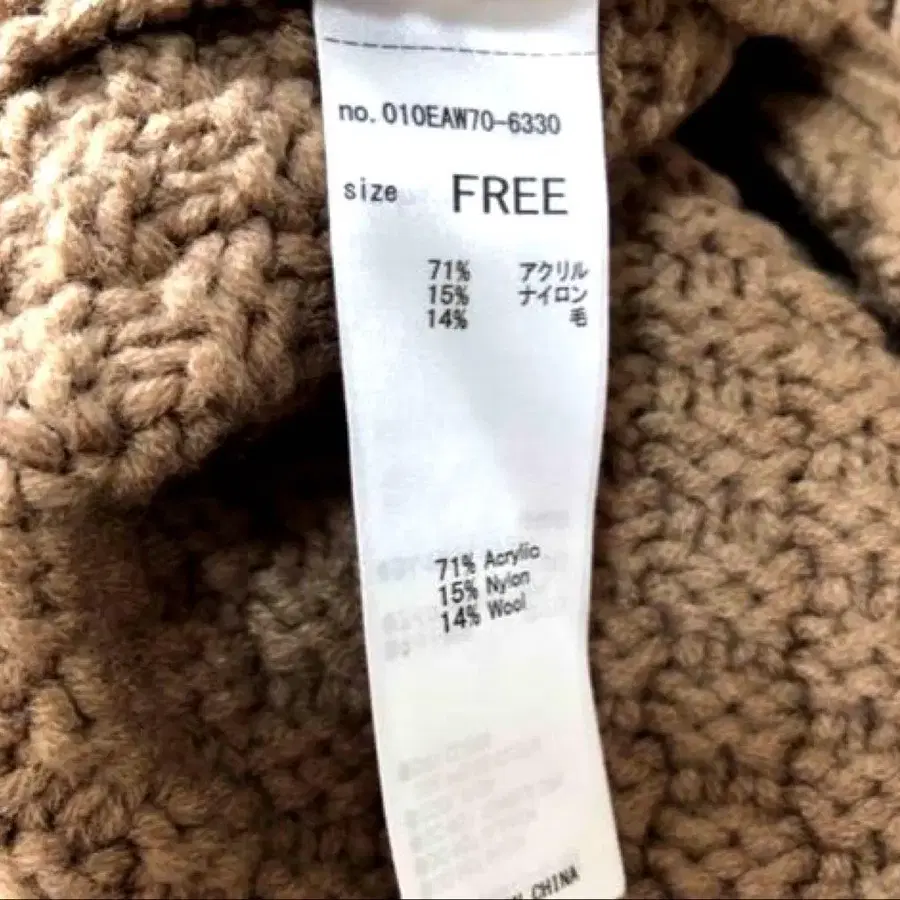 no.010EAW70-6330
size FREE
71% アクリル
15% ナイロン
14% 毛
71% Acrylic
15% Nylon
14% Wool
CHINA